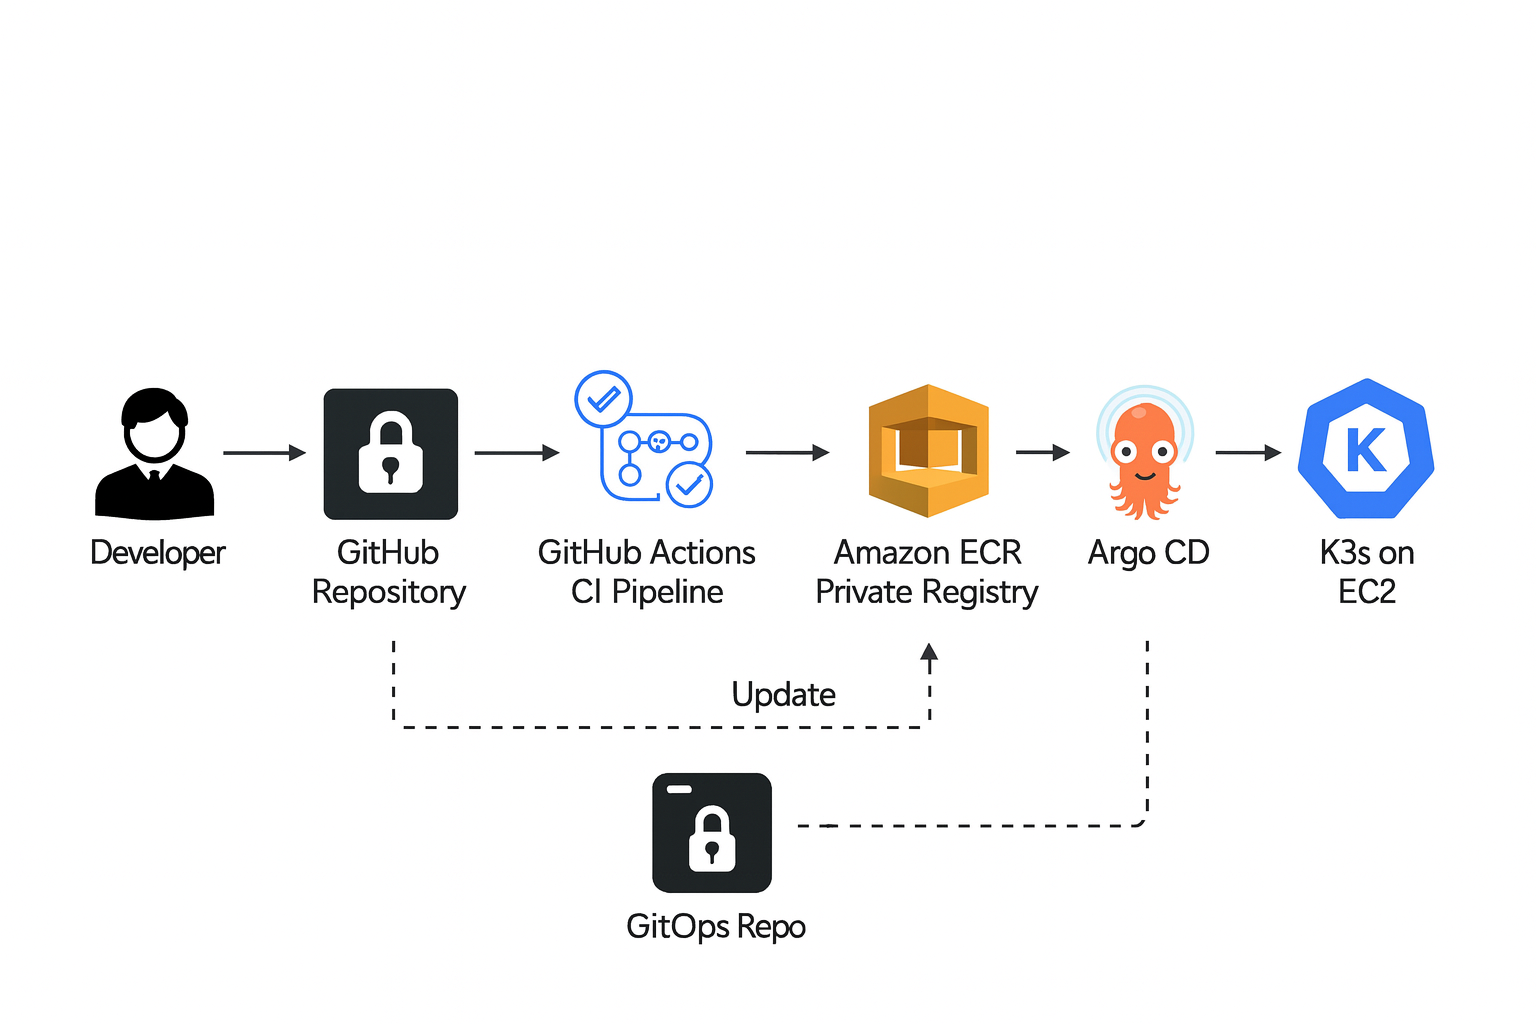 K
Developer
GitHub
Repository
GitHub Actions
CI Pipeline
Amazon ECR
Private Registry
Argo CD
K3s on
EC2
Update
GitOps Repo